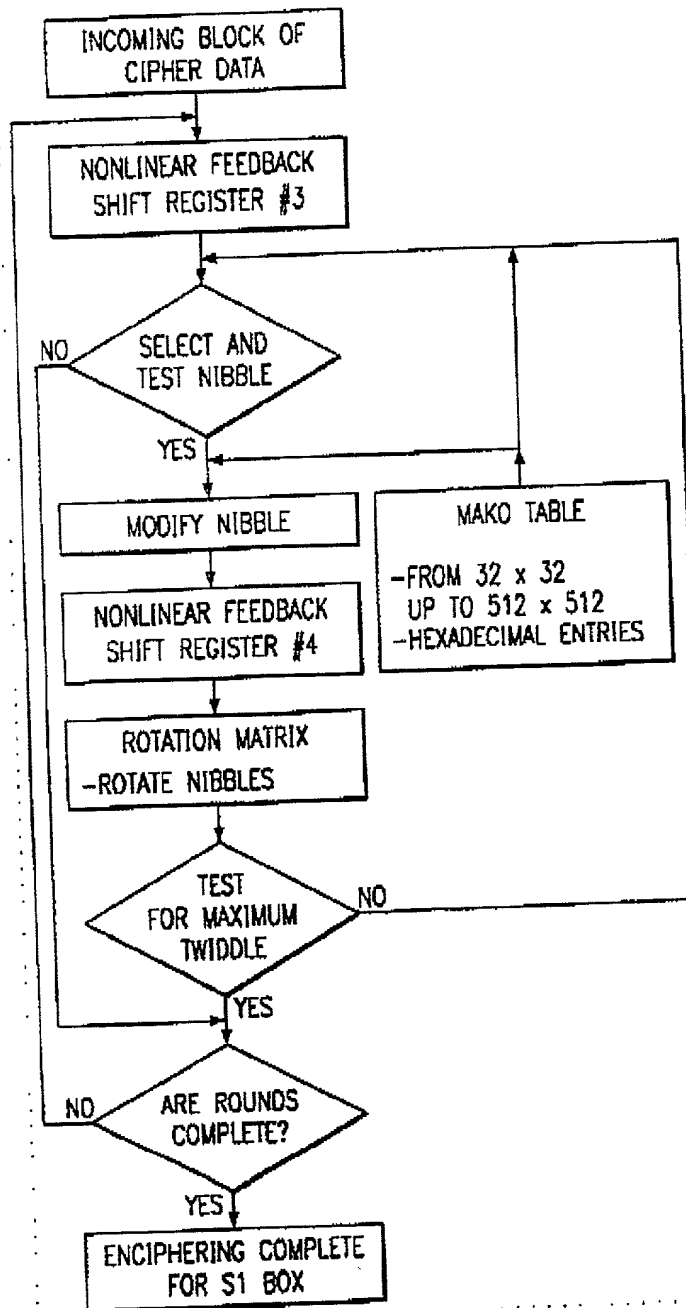 INCOMING BLOCK OF
CIPHER DATA
NONLINEAR FEEDBACK
SHIFT REGISTER #3
NO
SELECT AND
TEST NIBBLE
YES
MODIFY NIBBLE
MAKO TABLE
-FROM 32 x 32
UP TO 512 x 512
-HEXADECIMAL ENTRIES
NONLINEAR FEEDBACK
SHIFT REGISTER #4
ROTATION MATRIX
-ROTATE NIBBLES
TEST
FOR MAXIMUM
TWIDDLE
NO
YES
NO
ARE ROUNDS
COMPLETE?
YES
ENCIPHERING COMPLETE
FOR S1 BOX